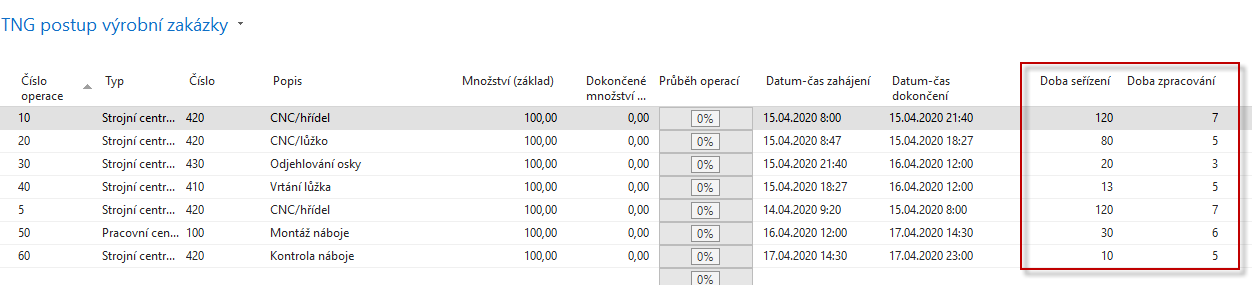 TNG postup výrobní zakázky
Číslo operace Typ Číslo Popis Množství (základ) Dokončené množství ... Průběh operací Datum-čas zahájení Datum-čas dokončení Doba seřízení Doba zpracování
10 Strojní centr... 420 CNC/hřídel 100,00 0,00 0% 15.04.2020 8:00 15.04.2020 21:40 120 7
20 Strojní centr... 420 CNC/lůžko 100,00 0,00 0% 15.04.2020 8:47 15.04.2020 18:27 80 5
30 Strojní centr... 430 Odjehlování osky 100,00 0,00 0% 15.04.2020 21:40 16.04.2020 12:00 20 3
40 Strojní centr... 410 Vrtání lůžka 100,00 0,00 0% 15.04.2020 18:27 16.04.2020 12:00 13 5
5 Strojní centr... 420 CNC/hřídel 100,00 0,00 0% 14.04.2020 9:20 15.04.2020 8:00 120 7
50 Pracovní cen... 100 Montáž náboje 100,00 0,00 0% 16.04.2020 12:00 17.04.2020 14:30 30 6
60 Strojní centr... 420 Kontrola náboje 100,00 0,00 0% 17.04.2020 14:30 17.04.2020 23:00 10 5
0%